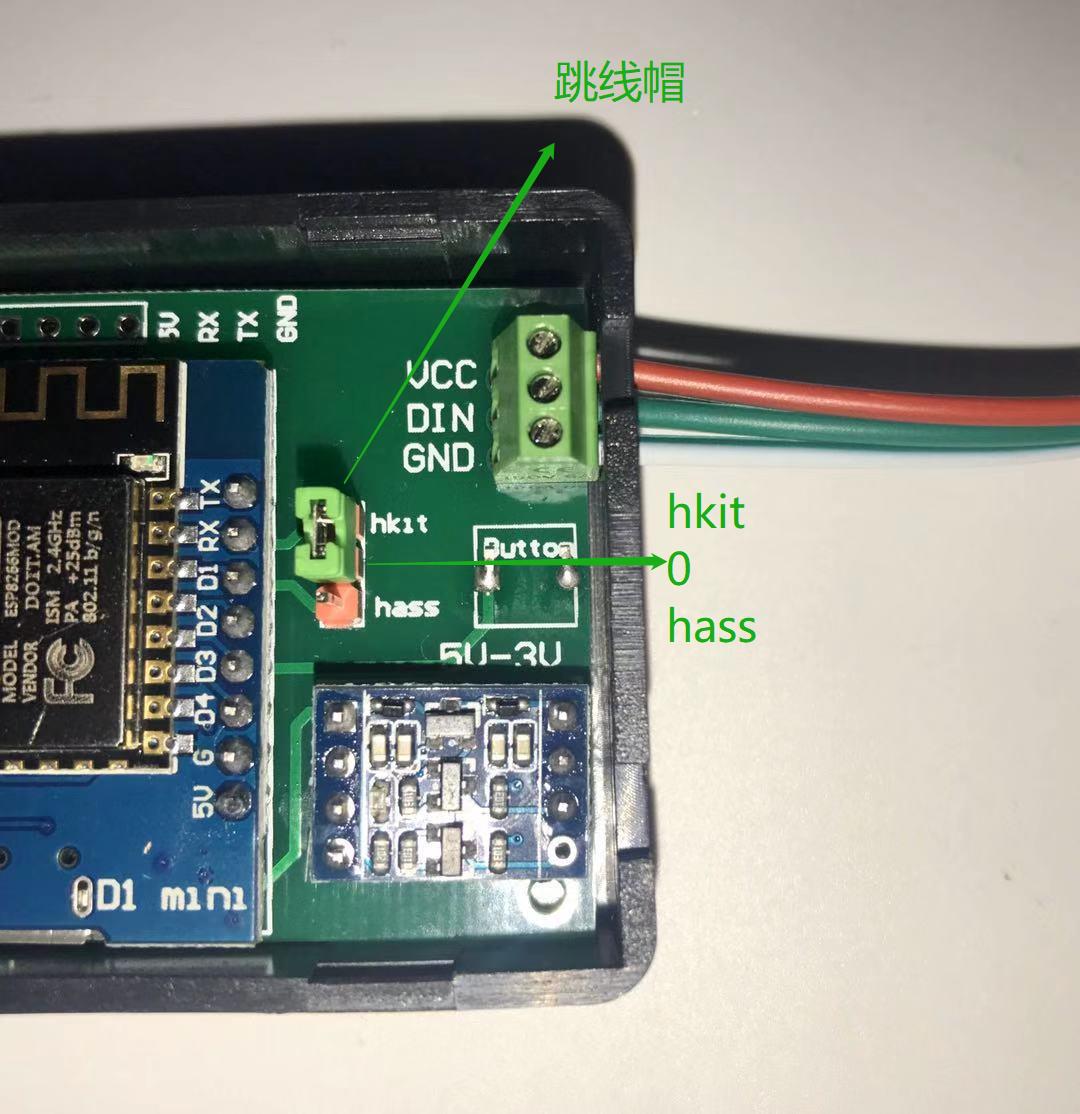 跳线帽
5V
RX
TX
GND
VCC
DIN
GND
hkit
hass
hkit
0
hass
Button
5V-3V
TX
RX
D1
D2
D3
D4
G
5V
MODEL ESP8266MOD
VENDOR DOIT.AM
ISM 2.4GHz
PA +25dBm
802.11 b/g/n
FC
D1 mini